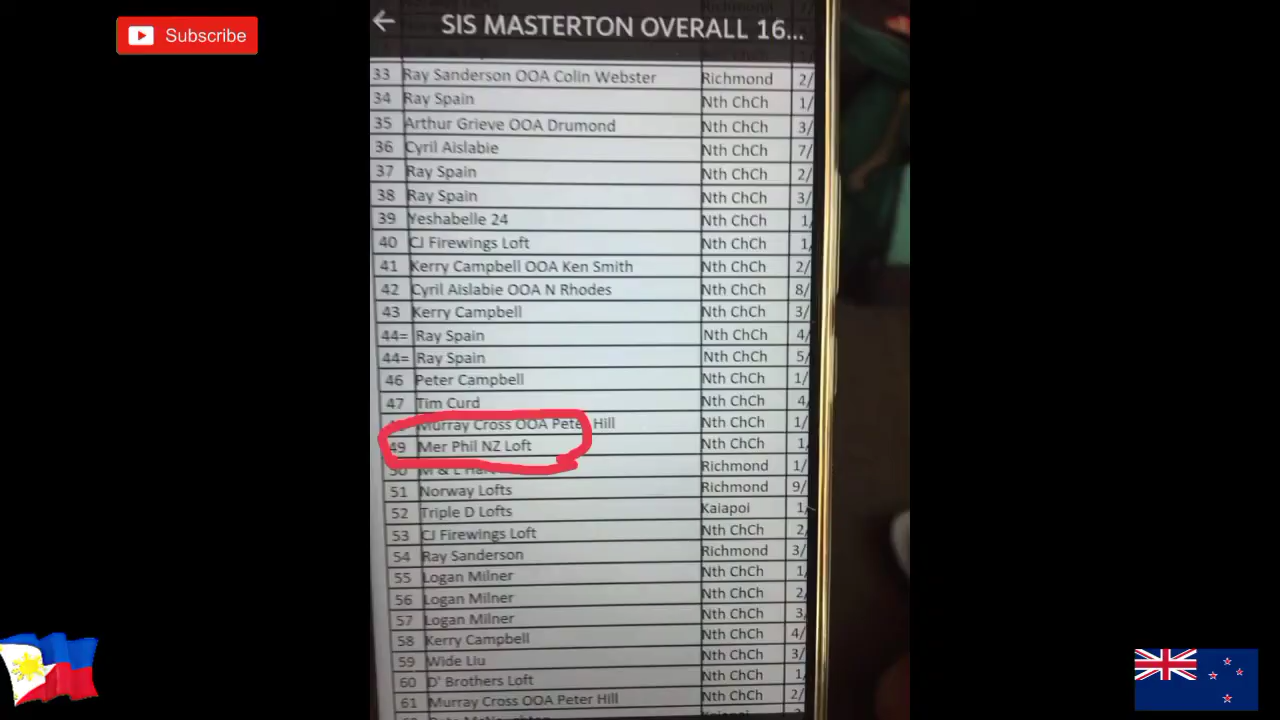 Subscribe
SIS MASTERTON OVERALL 16...
33 Ray Sanderson OOA Colin Webster Richmond 2/
34 Ray Spain Nth ChCh 1/
35 Arthur Grieve OOA Drumond Nth ChCh 3/
36 Cyril Aislabie Nth ChCh 7/
37 Ray Spain Nth ChCh 2/
38 Ray Spain Nth ChCh 3/
39 Yeshabelle 24 Nth ChCh 1/
40 CJ Firewings Loft Nth ChCh 1/
41 Kerry Campbell OOA Ken Smith Nth ChCh 2/
42 Cyril Aislabie OOA N Rhodes Nth ChCh 8/
43 Kerry Campbell Nth ChCh 3/
44= Ray Spain Nth ChCh 4/
44= Ray Spain Nth ChCh 5/
46 Peter Campbell Nth ChCh 1/
47 Tim Curd Nth ChCh 4/
Murray Cross OOA Peter Hill Nth ChCh 1/
49 Mer Phil NZ Loft Nth ChCh 1/
50 M & L Richmond 1/
51 Norway Lofts Richmond 9/
52 Triple D Lofts Kaiapoi 1/
53 CJ Firewings Loft Nth ChCh 2/
54 Ray Sanderson Richmond 3/
55 Logan Milner Nth ChCh 1/
56 Logan Milner Nth ChCh 2/
57 Logan Milner Nth ChCh 3/
58 Kerry Campbell Nth ChCh 4/
59 Wide Liu Nth ChCh 3/
60 D' Brothers Loft Nth ChCh 1/
61 Murray Cross OOA Peter Hill Nth ChCh 2/